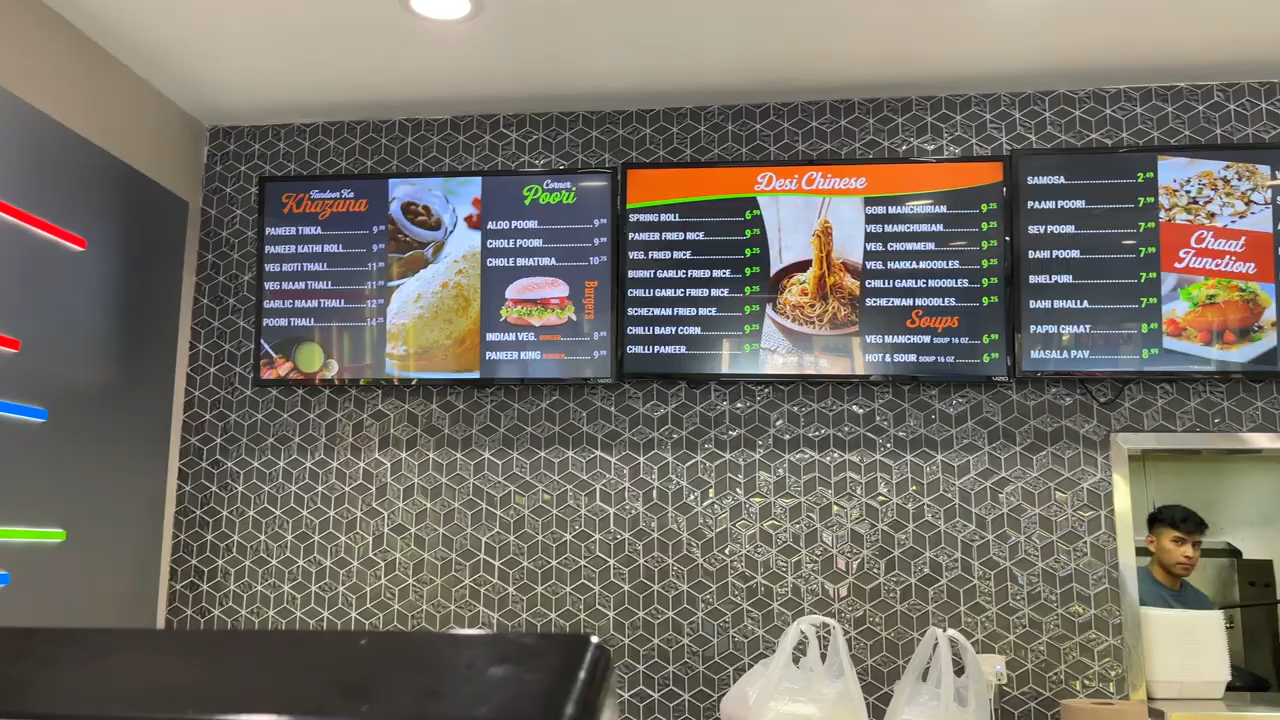 Tandoor Ka
Khazana
PANEER TIKKA 9.99
PANEER KATHI ROLL 9.99
VEG ROTI THALI 11.99
VEG NAAN THALI 11.99
GARLIC NAAN THALI 12.99
POORI THALI 14.25
Corner
Poori
ALOO POORI 9.99
CHOLE POORI 9.99
CHOLE BHATURA 10.75
Burgers
INDIAN VEG. BURGER 8.99
PANEER KING BURGER 9.99
VIZIO
Desi Chinese
SPRING ROLL 6.99
PANEER FRIED RICE 9.75
VEG. FRIED RICE 9.25
BURNT GARLIC FRIED RICE 9.25
CHILLI GARLIC FRIED RICE 9.25
SCHEZWAN FRIED RICE 9.25
CHILLI BABY CORN 9.25
CHILLI PANEER 9.25
GOBI MANCHURIAN 9.25
VEG MANCHURIAN 9.25
VEG. CHOWMEIN 9.25
VEG. HAKKA NOODLES 9.25
CHILLI GARLIC NOODLES 9.25
SCHEZWAN NOODLES 9.25
Soups
VEG MANCHOW SOUP 16 OZ 6.99
HOT & SOUR SOUP 16 OZ 6.99
VIZIO
SAMOSA 2.49
PAANI POORI 7.99
SEV POORI 7.49
DAHI POORI 7.99
BHELPURI 7.49
DAHI BHALLA 7.99
PAPDI CHAAT 8.49
MASALA PAV 8.99
Chaat
Junction